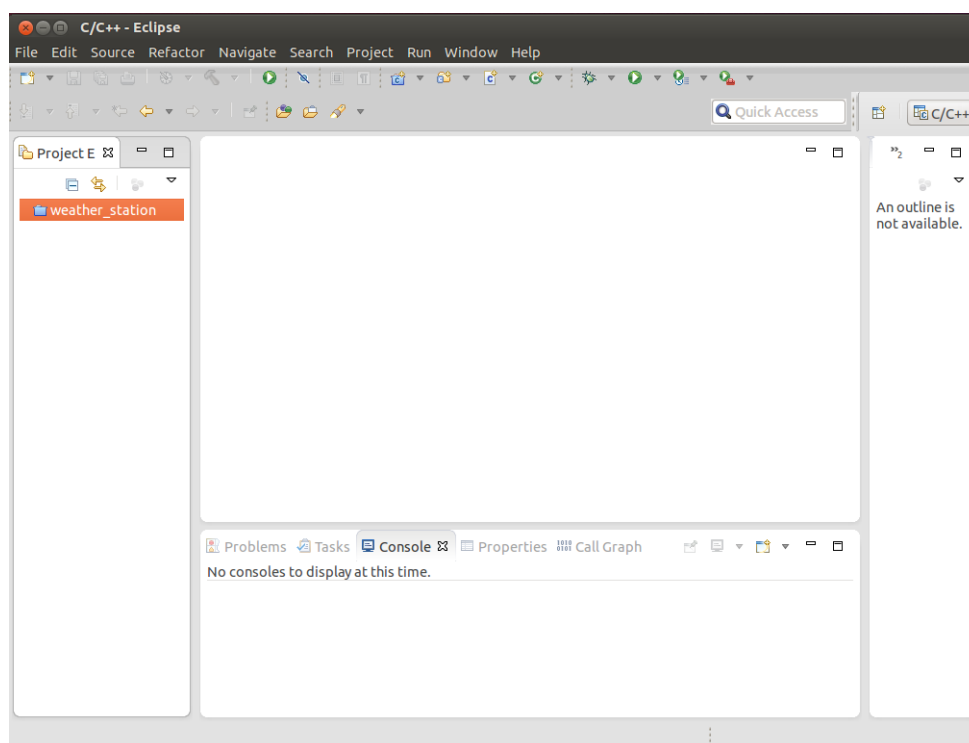 C/C++ - Eclipse
File Edit Source Refactor Navigate Search Project Run Window Help
Quick Access
C/C++
Project E
»2
weather_station
An outline is
not available.
Problems Tasks Console Properties Call Graph
No consoles to display at this time.